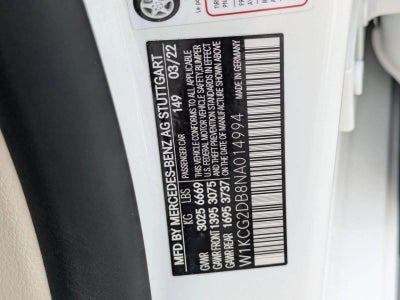 MFD BY MERCEDES-BENZ AG STUTTGART
PASSENGER CAR 149 03/22
KG LBS THIS VEHICLE CONFORMS TO ALL APPLICABLE
GVWR 3025 6669 U.S. FEDERAL MOTOR VEHICLE SAFETY, BUMPER
GAWR FRONT 1395 3075 AND THEFT PREVENTION STANDARDS IN EFFECT
GAWR REAR 1695 3737 ON THE DATE OF MANUFACTURE SHOWN ABOVE
W1KCG2DB8NA014994 MADE IN GERMANY